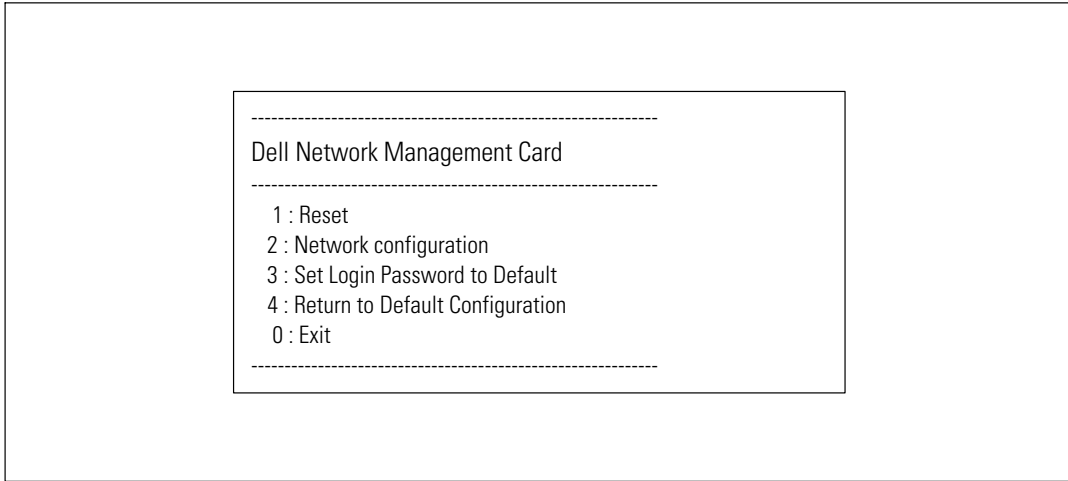 -------------------------------------------------------------
Dell Network Management Card
-------------------------------------------------------------
1 : Reset
2 : Network configuration
3 : Set Login Password to Default
4 : Return to Default Configuration
0 : Exit
-------------------------------------------------------------